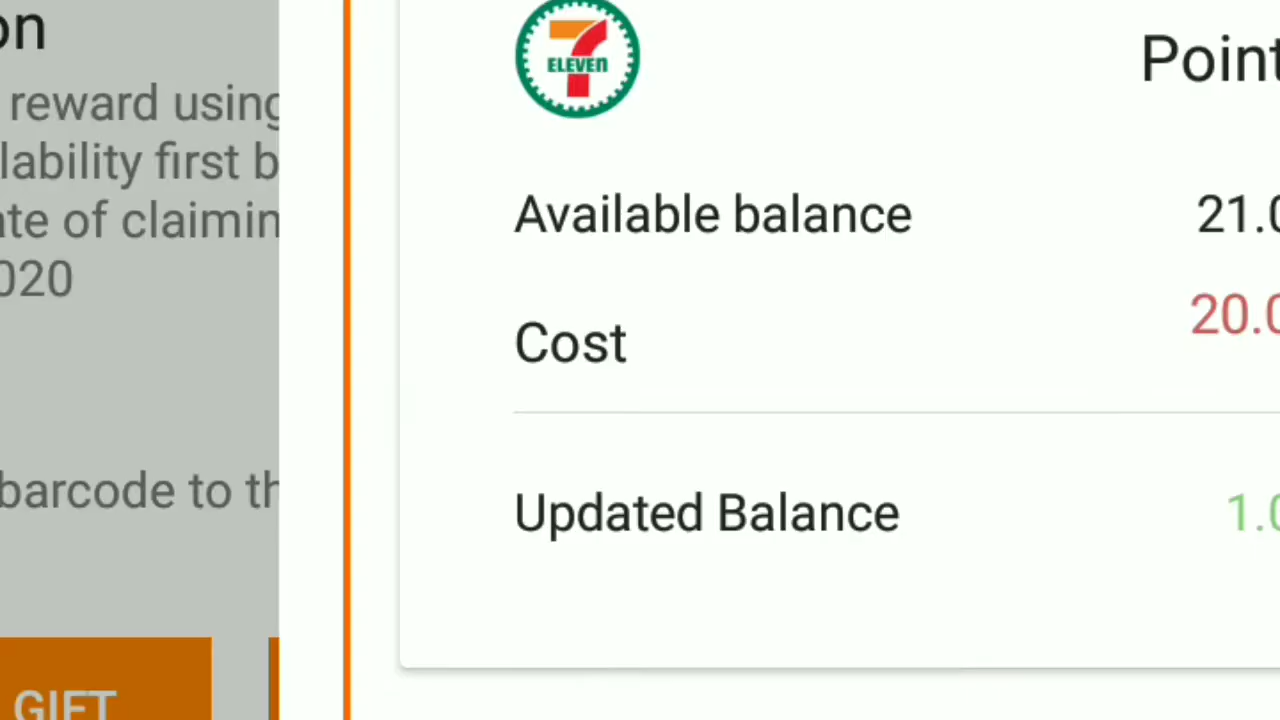 on
reward using
lability first b
ate of claimin
020
barcode to th
GIFT
7
ELEVEN
Point
Available balance 21.0
Cost 20.0
Updated Balance 1.0